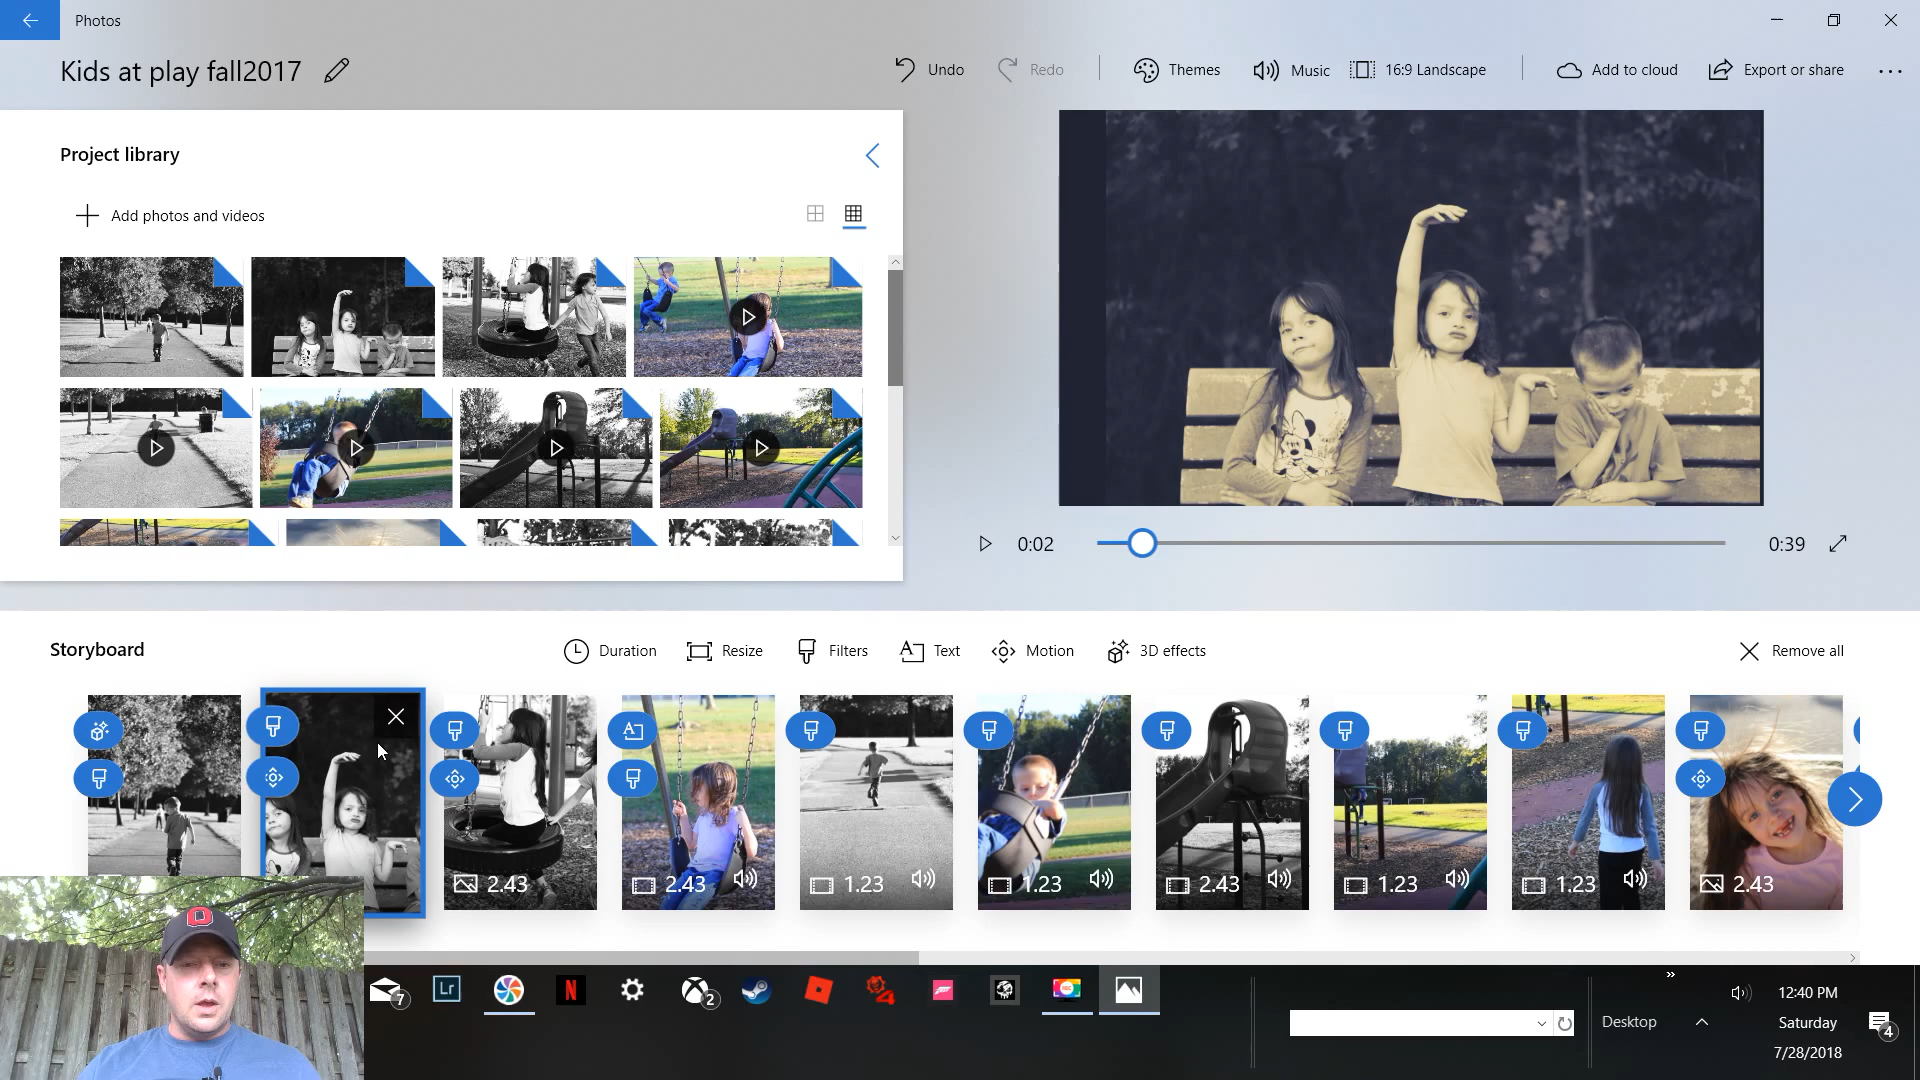 Photos
Kids at play fall2017
Undo
Redo
Themes
Music
16:9 Landscape
Add to cloud
Export or share
Project library
Add photos and videos
0:02
0:39
Storyboard
Duration
Resize
Filters
Text
Motion
3D effects
Remove all
2.43
2.43
1.23
1.23
2.43
1.23
1.23
2.43
7
Lr
N
2
4
Desktop
12:40 PM
Saturday
7/28/2018
4